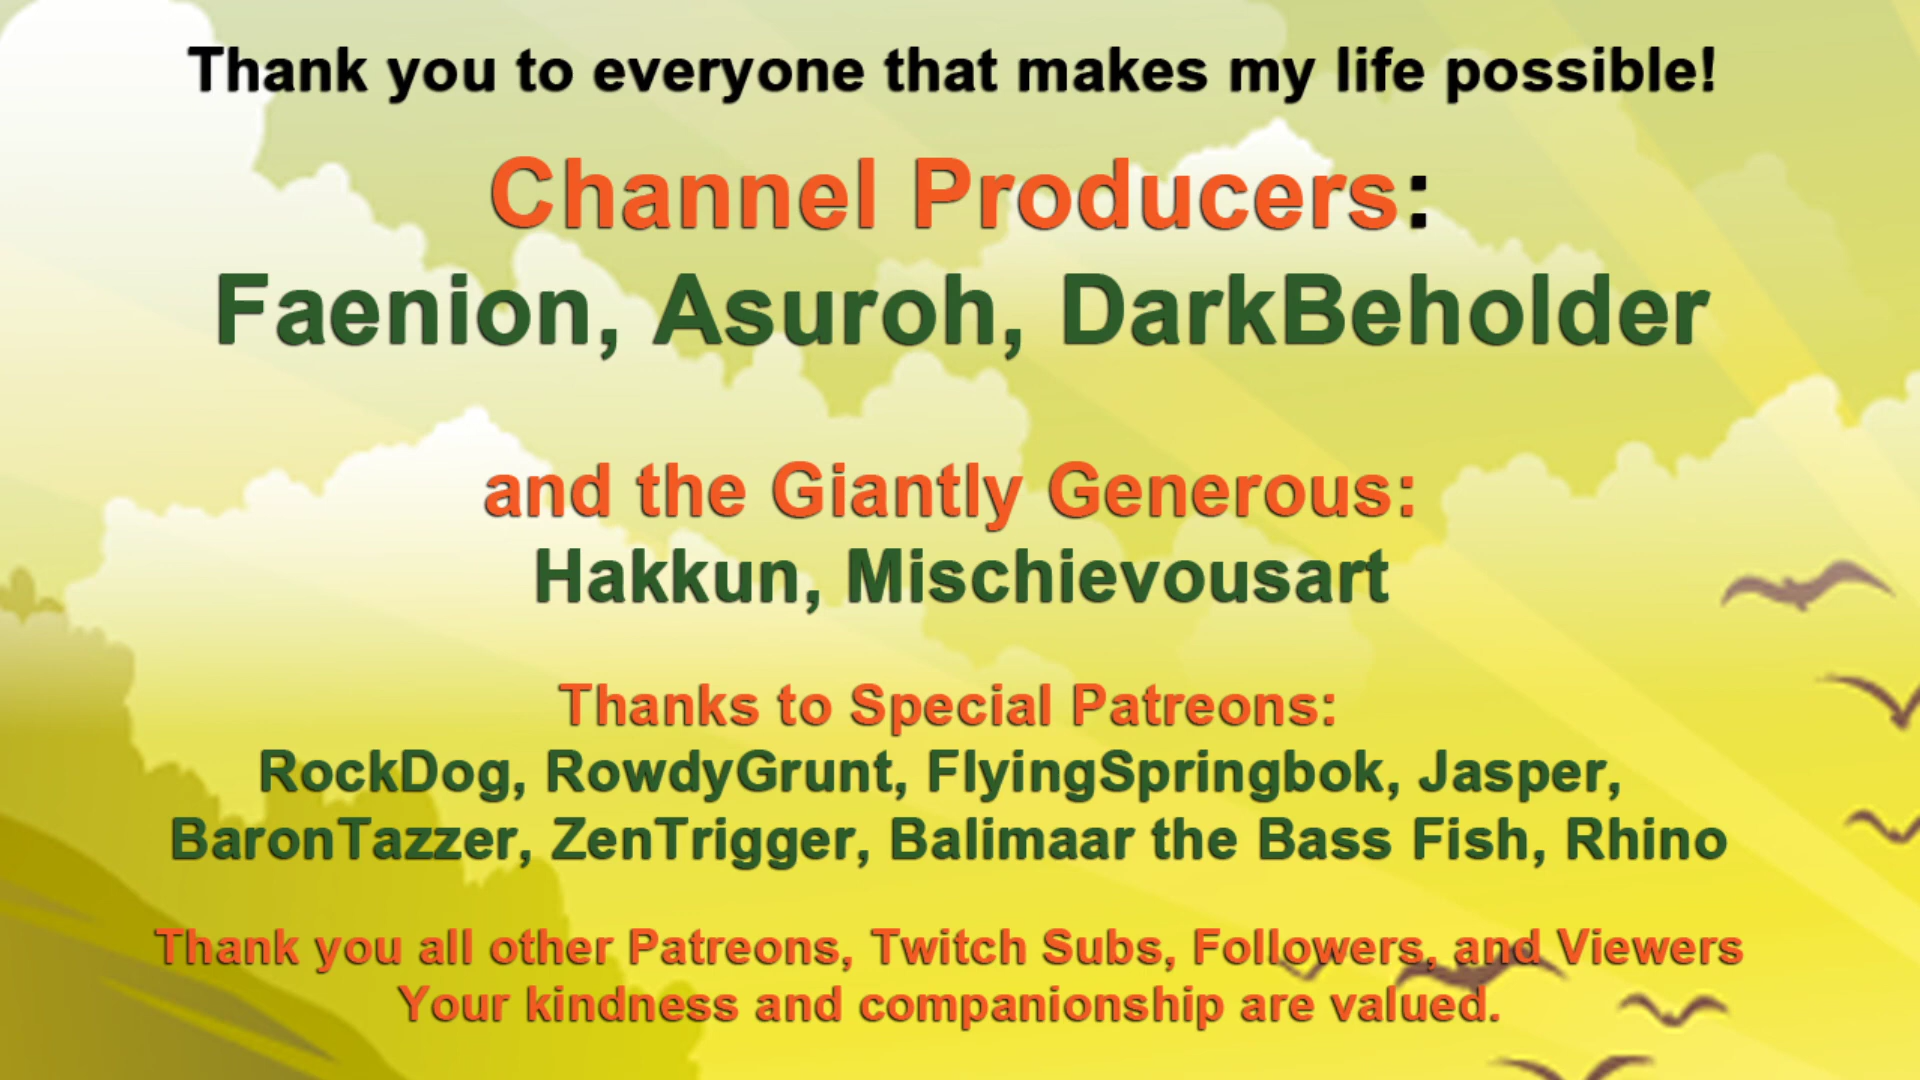 Thank you to everyone that makes my life possible!
Channel Producers:
Faenion, Asuroh, DarkBeholder
and the Giantly Generous:
Hakkun, Mischievousart
Thanks to Special Patreons:
RockDog, RowdyGrunt, FlyingSpringbok, Jasper,
BaronTazzer, ZenTrigger, Balimaar the Bass Fish, Rhino
Thank you all other Patreons, Twitch Subs, Followers, and Viewers
Your kindness and companionship are valued.